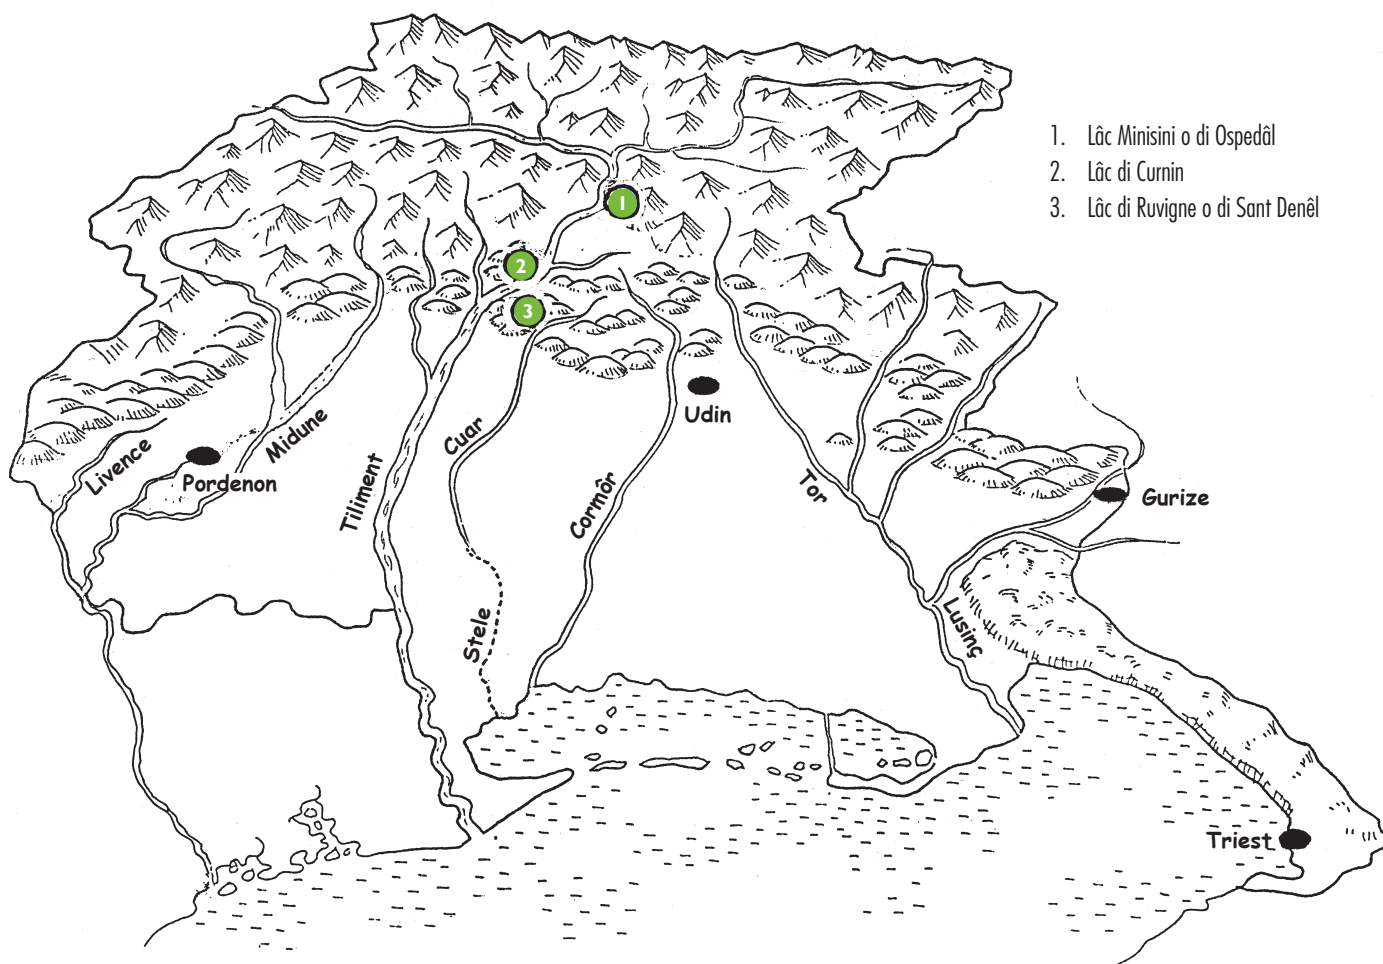 1. Lâc Minisini o di Ospedâl
2. Lâc di Curnin
3. Lâc di Ruvigne o di Sant Denêl
1
2
3
Udin
Livence
Pordenon
Midune
Tiliment
Cuar
Cormôr
Tor
Gurize
Stele
Lusinç
Triest